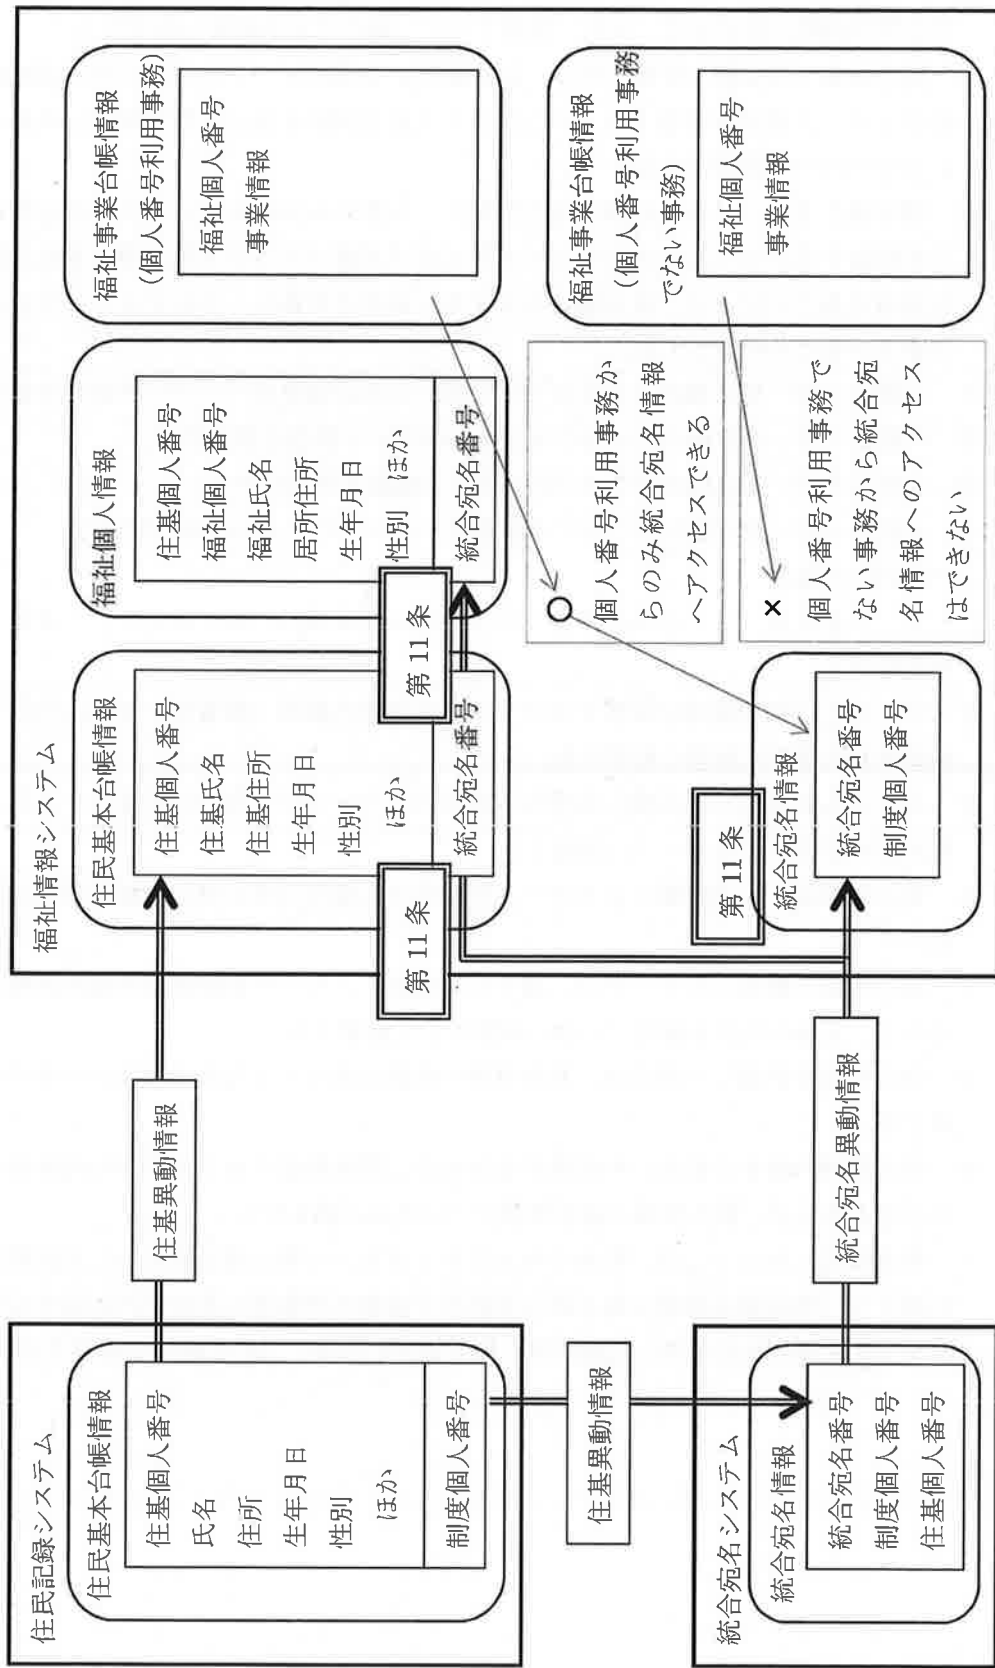 住民記録システム
住民基本台帳情報
住基個人番号
氏名
住所
生年月日
性別
ほか
制度個人番号
住基異動情報
住基異動情報
統合宛名システム
統合宛名情報
統合宛名番号
制度個人番号
住基個人番号
統合宛名異動情報
福祉情報システム
住民基本台帳情報
住基個人番号
住基氏名
住基住所
生年月日
性別
ほか
統合宛名番号
第11条
第11条
第11条
統合宛名情報
統合宛名番号
制度個人番号
福祉個人情報
住基個人番号
福祉個人番号
福祉氏名
居所住所
生年月日
性別 ほか
統合宛名番号
○
個人番号利用事務か
らのみ統合宛名情報
へアクセスできる
×
個人番号利用事務で
ない事務から統合宛
名情報へのアクセス
はできない
福祉事業台帳情報
(個人番号利用事務)
福祉個人番号
事業情報
福祉事業台帳情報
(個人番号利用事務
でない事務)
福祉個人番号
事業情報